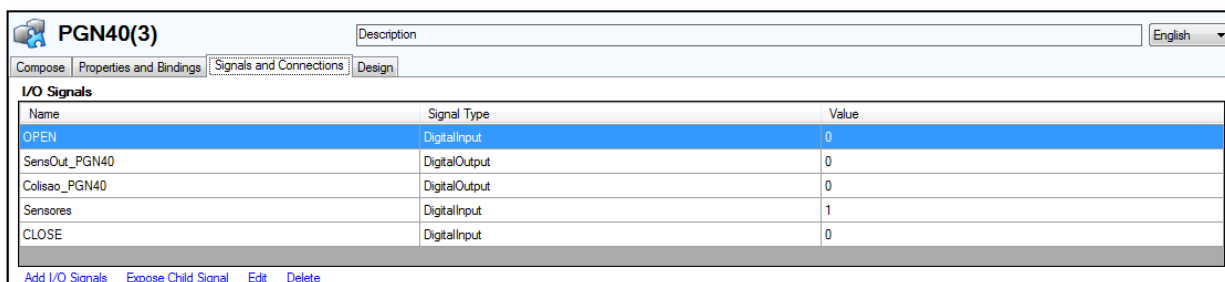 PGN40(3) Description English
Compose Properties and Bindings Signals and Connections Design
I/O Signals
Name Signal Type Value
OPEN DigitalInput 0
SensOut_PGN40 DigitalOutput 0
Colisao_PGN40 DigitalOutput 0
Sensores DigitalInput 1
CLOSE DigitalInput 0
Add I/O Signals Expose Child Signal Edit Delete